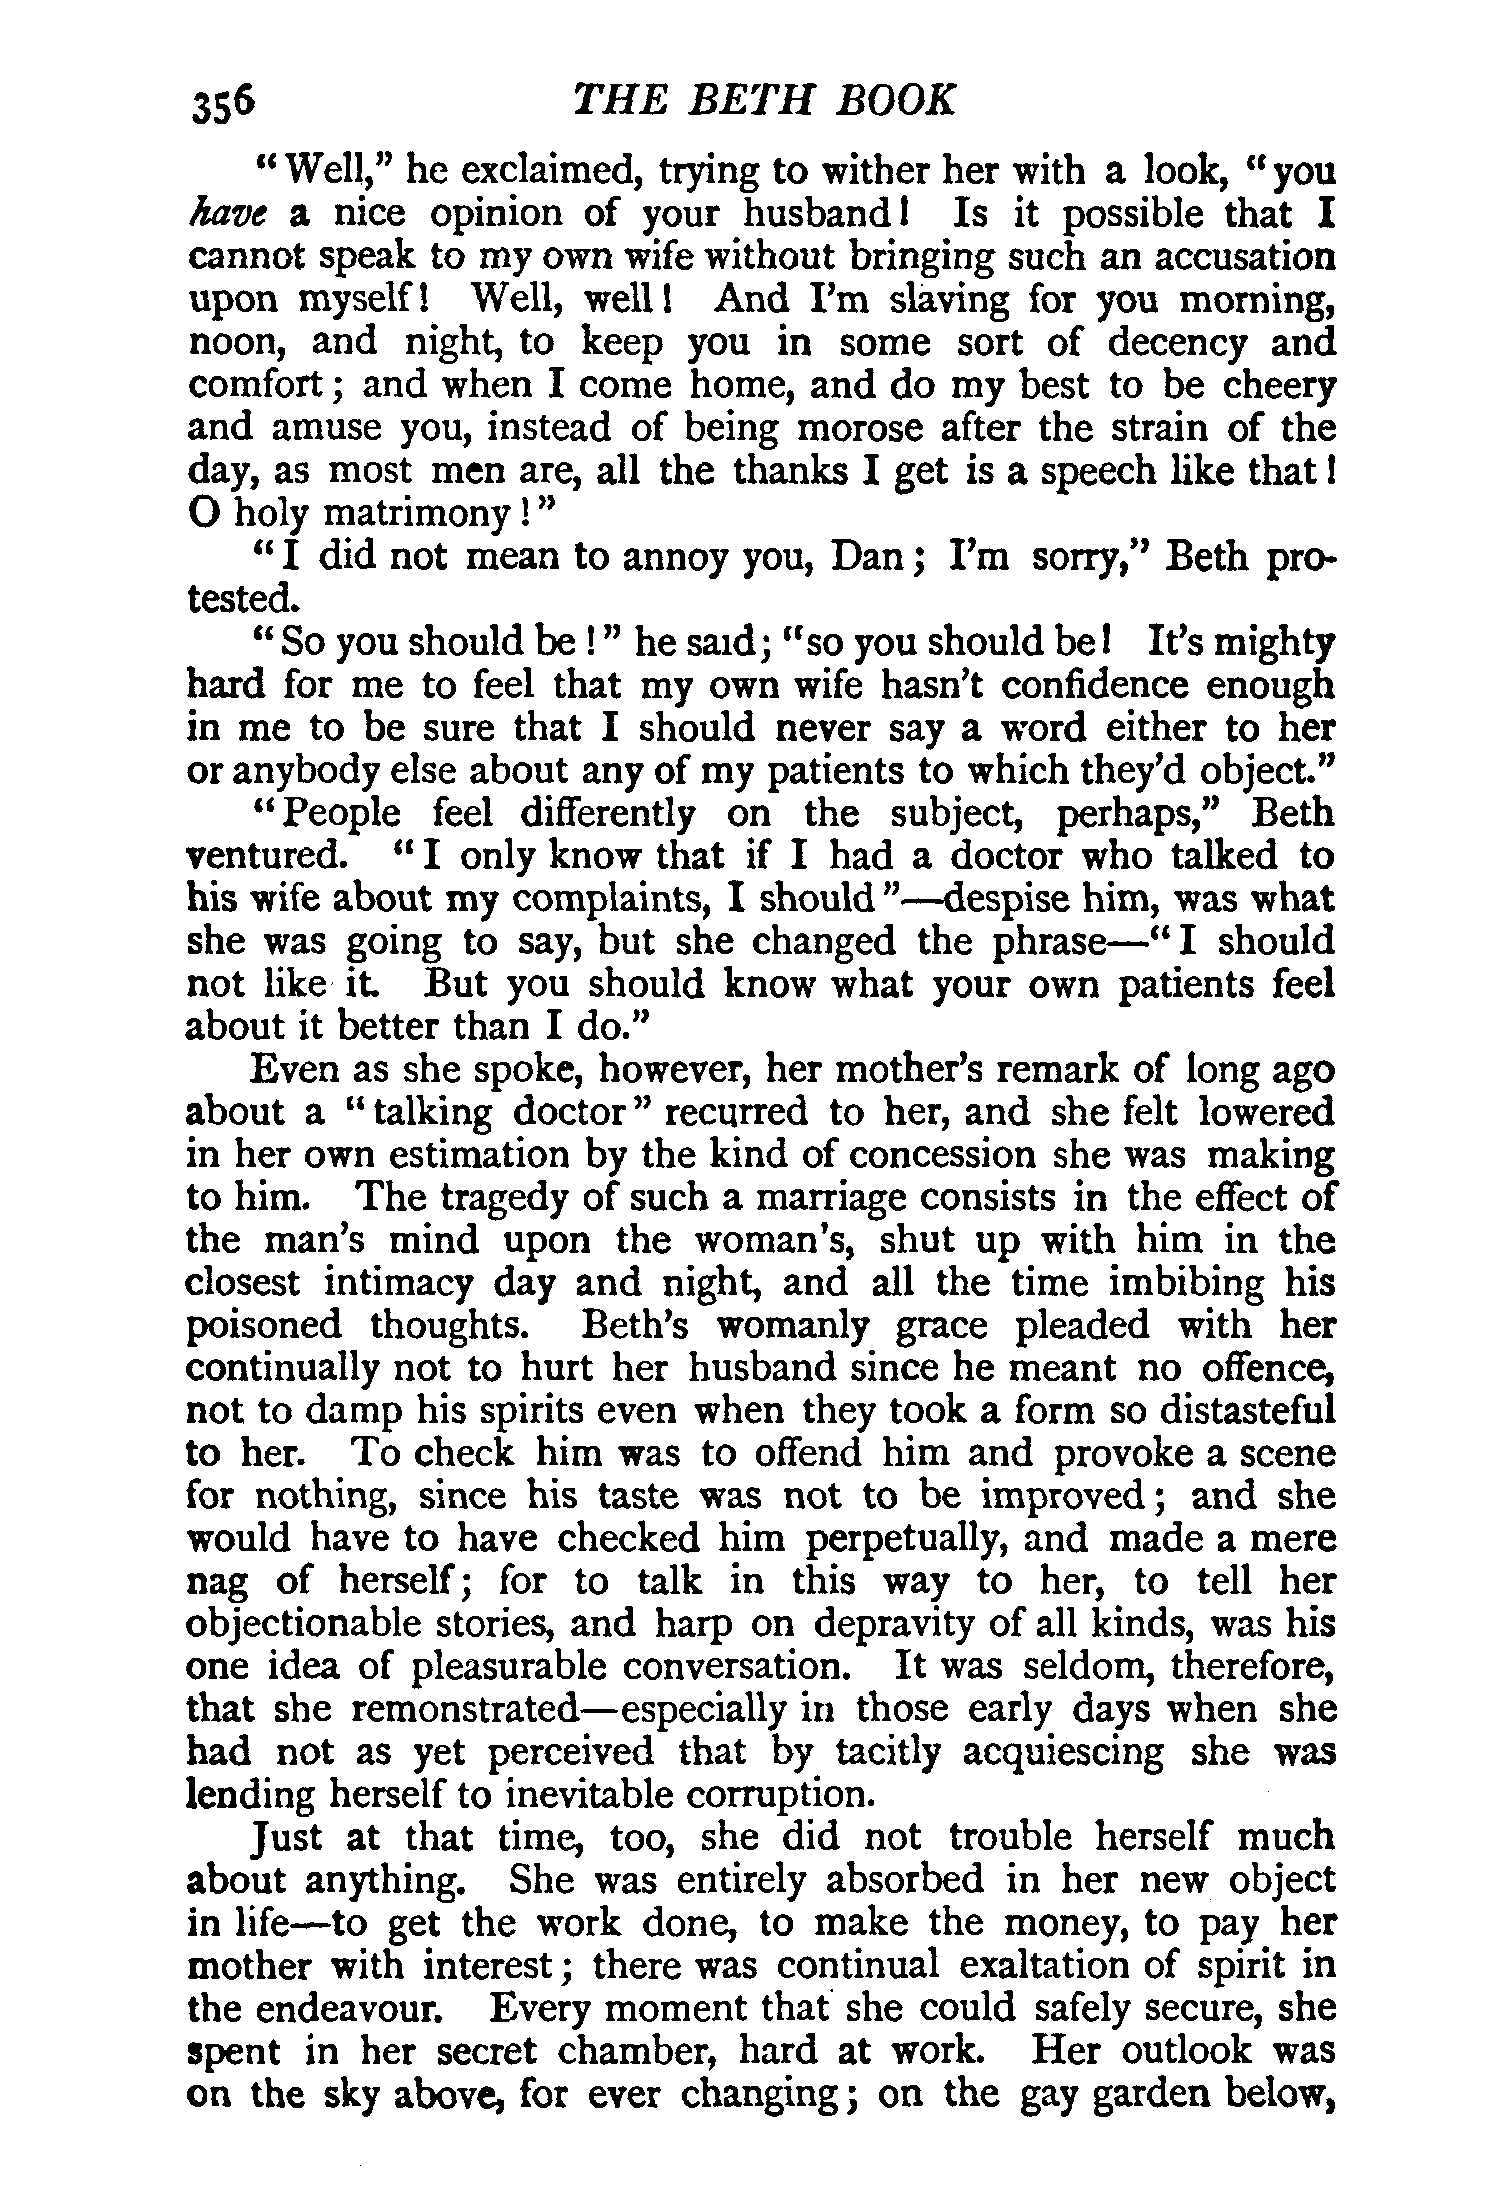 356 THE BETH BOOK
"Well," he exclaimed, trying to wither her with a look, "you
have a nice opinion of your husband! Is it possible that I
cannot speak to my own wife without bringing such an accusation
upon myself! Well, well! And I'm slaving for you morning,
noon, and night, to keep you in some sort of decency and
comfort; and when I come home, and do my best to be cheery
and amuse you, instead of being morose after the strain of the
day, as most men are, all the thanks I get is a speech like that!
O holy matrimony!"
"I did not mean to annoy you, Dan; I'm sorry," Beth pro-
tested.
"So you should be!" he said; "so you should be! It's mighty
hard for me to feel that my own wife hasn't confidence enough
in me to be sure that I should never say a word either to her
or anybody else about any of my patients to which they'd object."
"People feel differently on the subject, perhaps," Beth
ventured. "I only know that if I had a doctor who talked to
his wife about my complaints, I should"—despise him, was what
she was going to say, but she changed the phrase—"I should
not like it. But you should know what your own patients feel
about it better than I do."
Even as she spoke, however, her mother's remark of long ago
about a "talking doctor" recurred to her, and she felt lowered
in her own estimation by the kind of concession she was making
to him. The tragedy of such a marriage consists in the effect of
the man's mind upon the woman's, shut up with him in the
closest intimacy day and night, and all the time imbibing his
poisoned thoughts. Beth's womanly grace pleaded with her
continually not to hurt her husband since he meant no offence,
not to damp his spirits even when they took a form so distasteful
to her. To check him was to offend him and provoke a scene
for nothing, since his taste was not to be improved; and she
would have to have checked him perpetually, and made a mere
nag of herself; for to talk in this way to her, to tell her
objectionable stories, and harp on depravity of all kinds, was his
one idea of pleasurable conversation. It was seldom, therefore,
that she remonstrated—especially in those early days when she
had not as yet perceived that by tacitly acquiescing she was
lending herself to inevitable corruption.
Just at that time, too, she did not trouble herself much
about anything. She was entirely absorbed in her new object
in life—to get the work done, to make the money, to pay her
mother with interest; there was continual exaltation of spirit in
the endeavour. Every moment that she could safely secure, she
spent in her secret chamber, hard at work. Her outlook was
on the sky above, for ever changing; on the gay garden below,